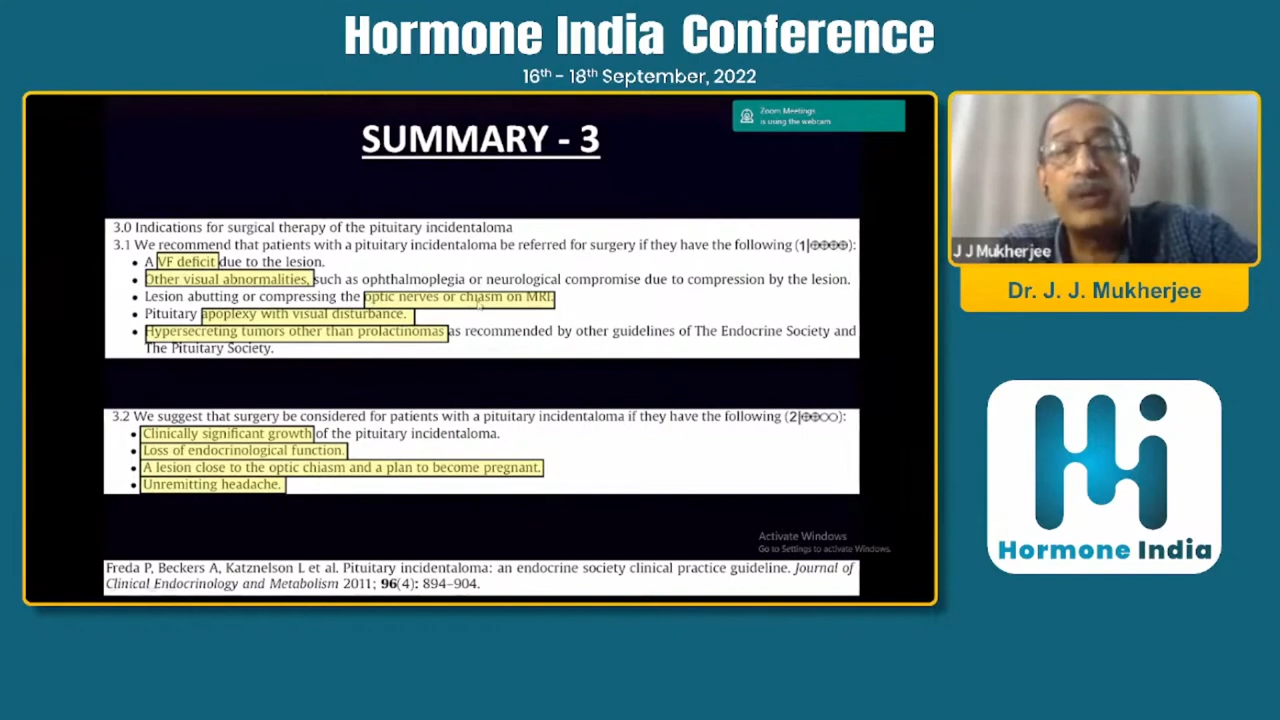 Hormone India Conference
16th - 18th September, 2022
Zoom Meetings
is using the webcam
SUMMARY - 3
3.0 Indications for surgical therapy of the pituitary incidentaloma
3.1 We recommend that patients with a pituitary incidentaloma be referred for surgery if they have the following (1|⊕⊕⊕⊕):
• A VF deficit due to the lesion.
• Other visual abnormalities, such as ophthalmoplegia or neurological compromise due to compression by the lesion.
• Lesion abutting or compressing the optic nerves or chiasm on MRI.
• Pituitary apoplexy with visual disturbance.
• Hypersecreting tumors other than prolactinomas as recommended by other guidelines of The Endocrine Society and
The Pituitary Society.
3.2 We suggest that surgery be considered for patients with a pituitary incidentaloma if they have the following (2|⊕⊕○○):
• Clinically significant growth of the pituitary incidentaloma.
• Loss of endocrinological function.
• A lesion close to the optic chiasm and a plan to become pregnant.
• Unremitting headache.
Activate Windows
Go to Settings to activate Windows.
Freda P, Beckers A, Katznelson L et al. Pituitary incidentaloma: an endocrine society clinical practice guideline. Journal of
Clinical Endocrinology and Metabolism 2011; 96(4): 894–904.
J J Mukherjee
Dr. J. J. Mukherjee
Hi
Hormone India